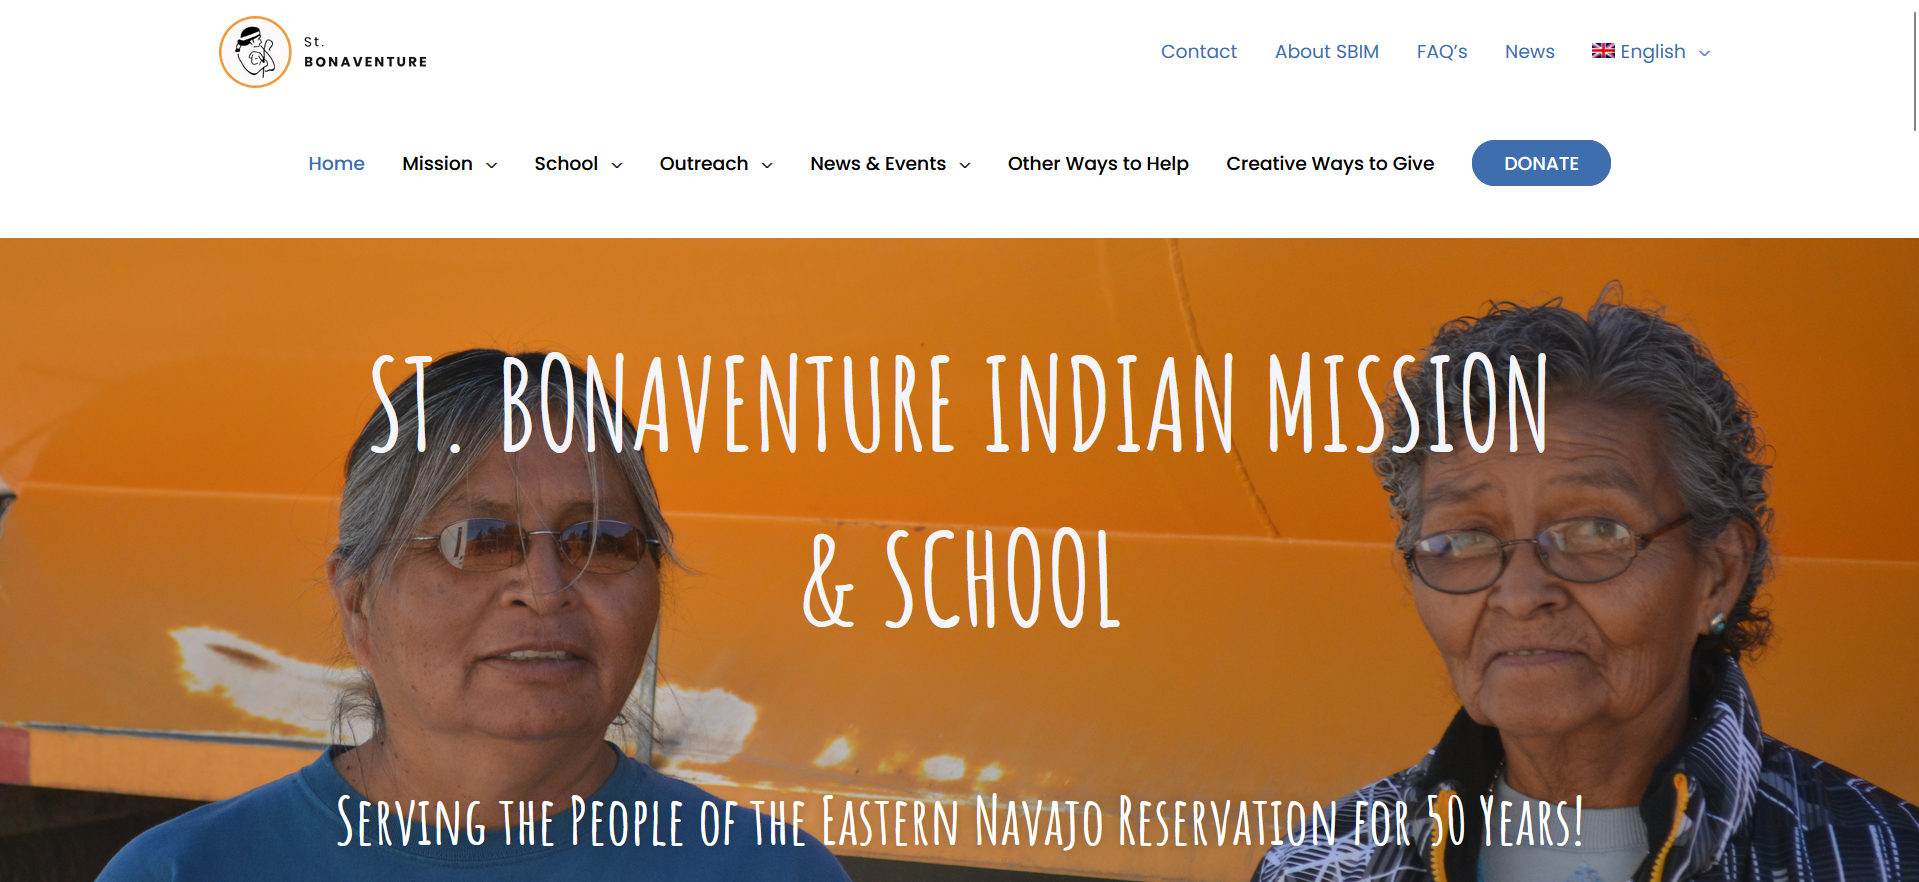 St.
BONAVENTURE
Contact About SBIM FAQ's News English
Home Mission School Outreach News & Events Other Ways to Help Creative Ways to Give DONATE
ST. BONAVENTURE INDIAN MISSION
& SCHOOL
Serving the People of the Eastern Navajo Reservation for 50 Years!